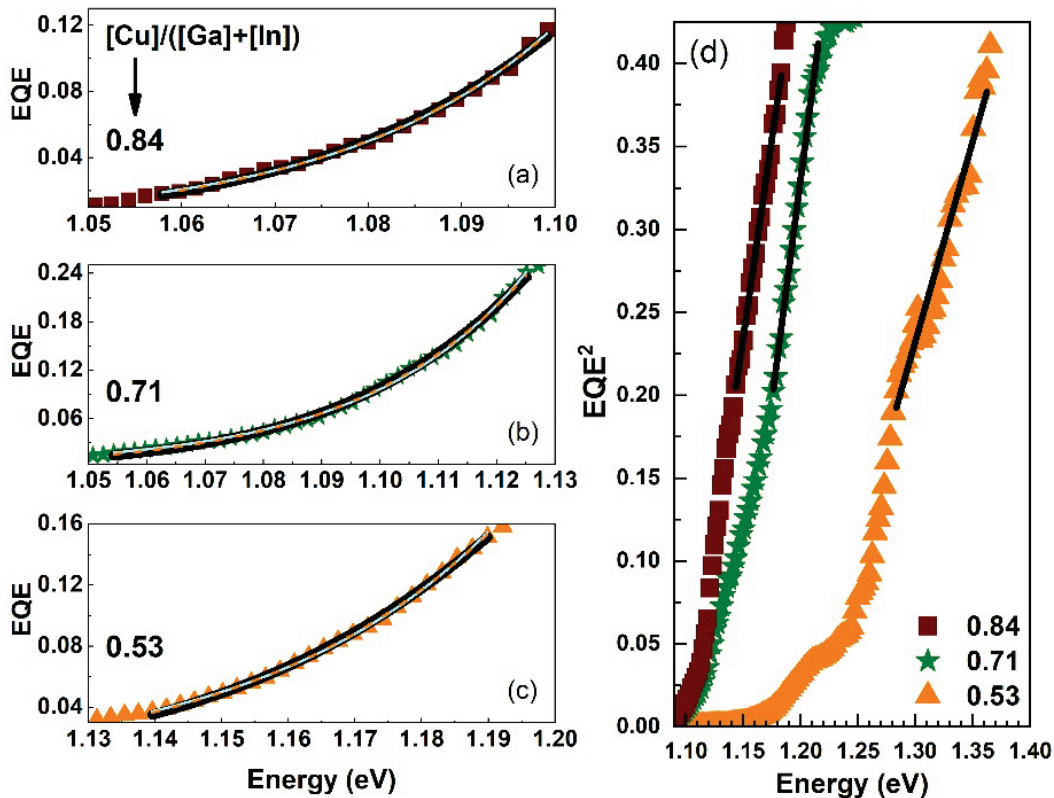 0.12
0.08
0.04
EQE
[Cu]/([Ga]+[In])
0.84
(a)
1.05 1.06 1.07 1.08 1.09 1.10
0.24
0.18
0.12
0.06
EQE
0.71
(b)
1.05 1.06 1.07 1.08 1.09 1.10 1.11 1.12 1.13
0.16
0.12
0.08
0.04
EQE
0.53
(c)
1.13 1.14 1.15 1.16 1.17 1.18 1.19 1.20
Energy (eV)
(d)
0.40
0.35
0.30
0.25
0.20
0.15
0.10
0.05
0.00
EQE²
0.84
0.71
0.53
1.10 1.15 1.20 1.25 1.30 1.35 1.40
Energy (eV)